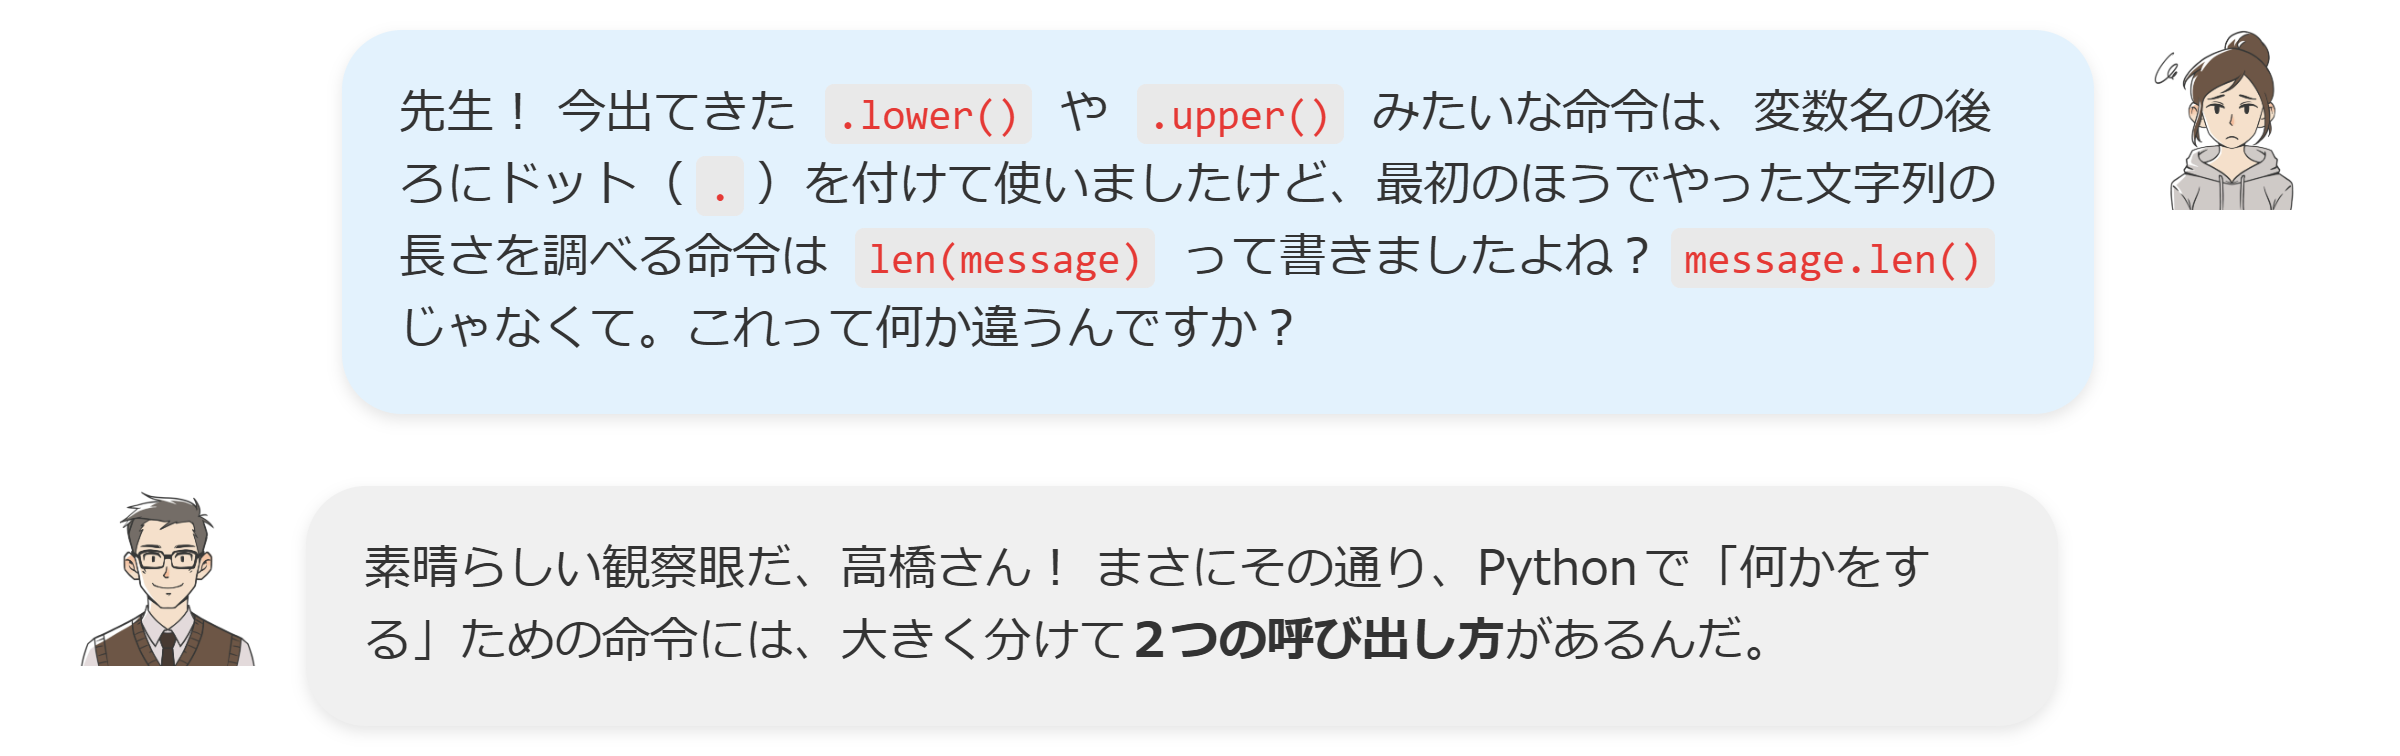 先生！ 今出てきた .lower() や .upper() みたいな命令は、変数名の後
ろにドット（ . ）を付けて使いましたけど、最初のほうでやった文字列の
長さを調べる命令は len(message) って書きましたよね？ message.len()
じゃなくて。これって何か違うんですか？
素晴らしい観察眼だ、高橋さん！ まさにその通り、Pythonで「何かをす
る」ための命令には、大きく分けて２つの呼び出し方があるんだ。